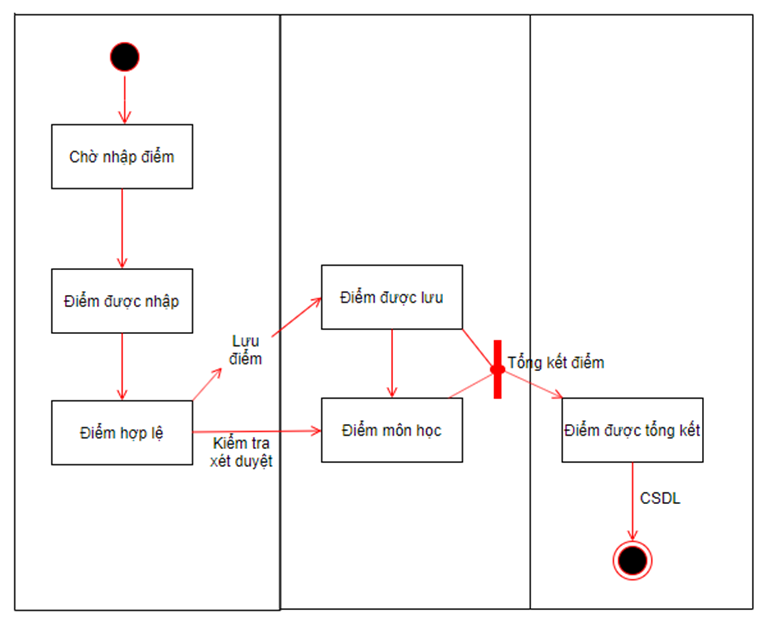 Chờ nhập điểm
Điểm được nhập
Điểm hợp lệ
Lưu
điểm
Kiểm tra
xét duyệt
Điểm được lưu
Điểm môn học
Tổng kết điểm
Điểm được tổng kết
CSDL